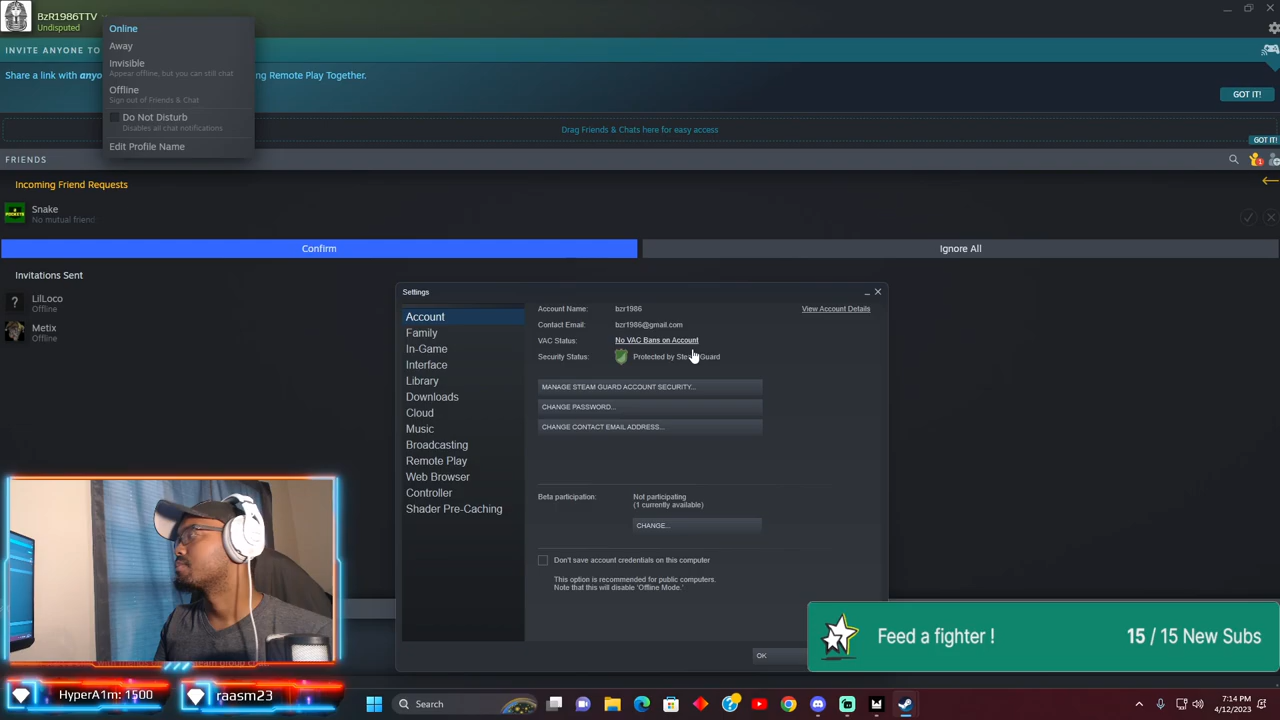 BzR1986TTV
Undisputed
Online
Away
Invisible
Appear offline, but you can still chat
Offline
Sign out of Friends & Chat
Do Not Disturb
Disables all chat notifications
Edit Profile Name
INVITE ANYONE TO
Share a link with anyo ng Remote Play Together.
GOT IT!
Drag Friends & Chats here for easy access
GOT IT!
FRIENDS
1
Incoming Friend Requests
Snake
No mutual friend
Confirm
Ignore All
Invitations Sent
? LilLoco
Offline
Metix
Offline
Settings
Account
Family
In-Game
Interface
Library
Downloads
Cloud
Music
Broadcasting
Remote Play
Web Browser
Controller
Shader Pre-Caching
Account Name: bzr1986 View Account Details
Contact Email: bzr1986@gmail.com
VAC Status: No VAC Bans on Account
Security Status: Protected by Ste Guard
MANAGE STEAM GUARD ACCOUNT SECURITY...
CHANGE PASSWORD...
CHANGE CONTACT EMAIL ADDRESS...
Beta participation: Not participating
(1 currently available)
CHANGE...
Don't save account credentials on this computer
This option is recommended for public computers.
Note that this will disable 'Offline Mode.'
OK
Feed a fighter ! 15 / 15 New Subs
HyperA1m: 1500
raasm23
Search
7:14 PM
4/12/2023